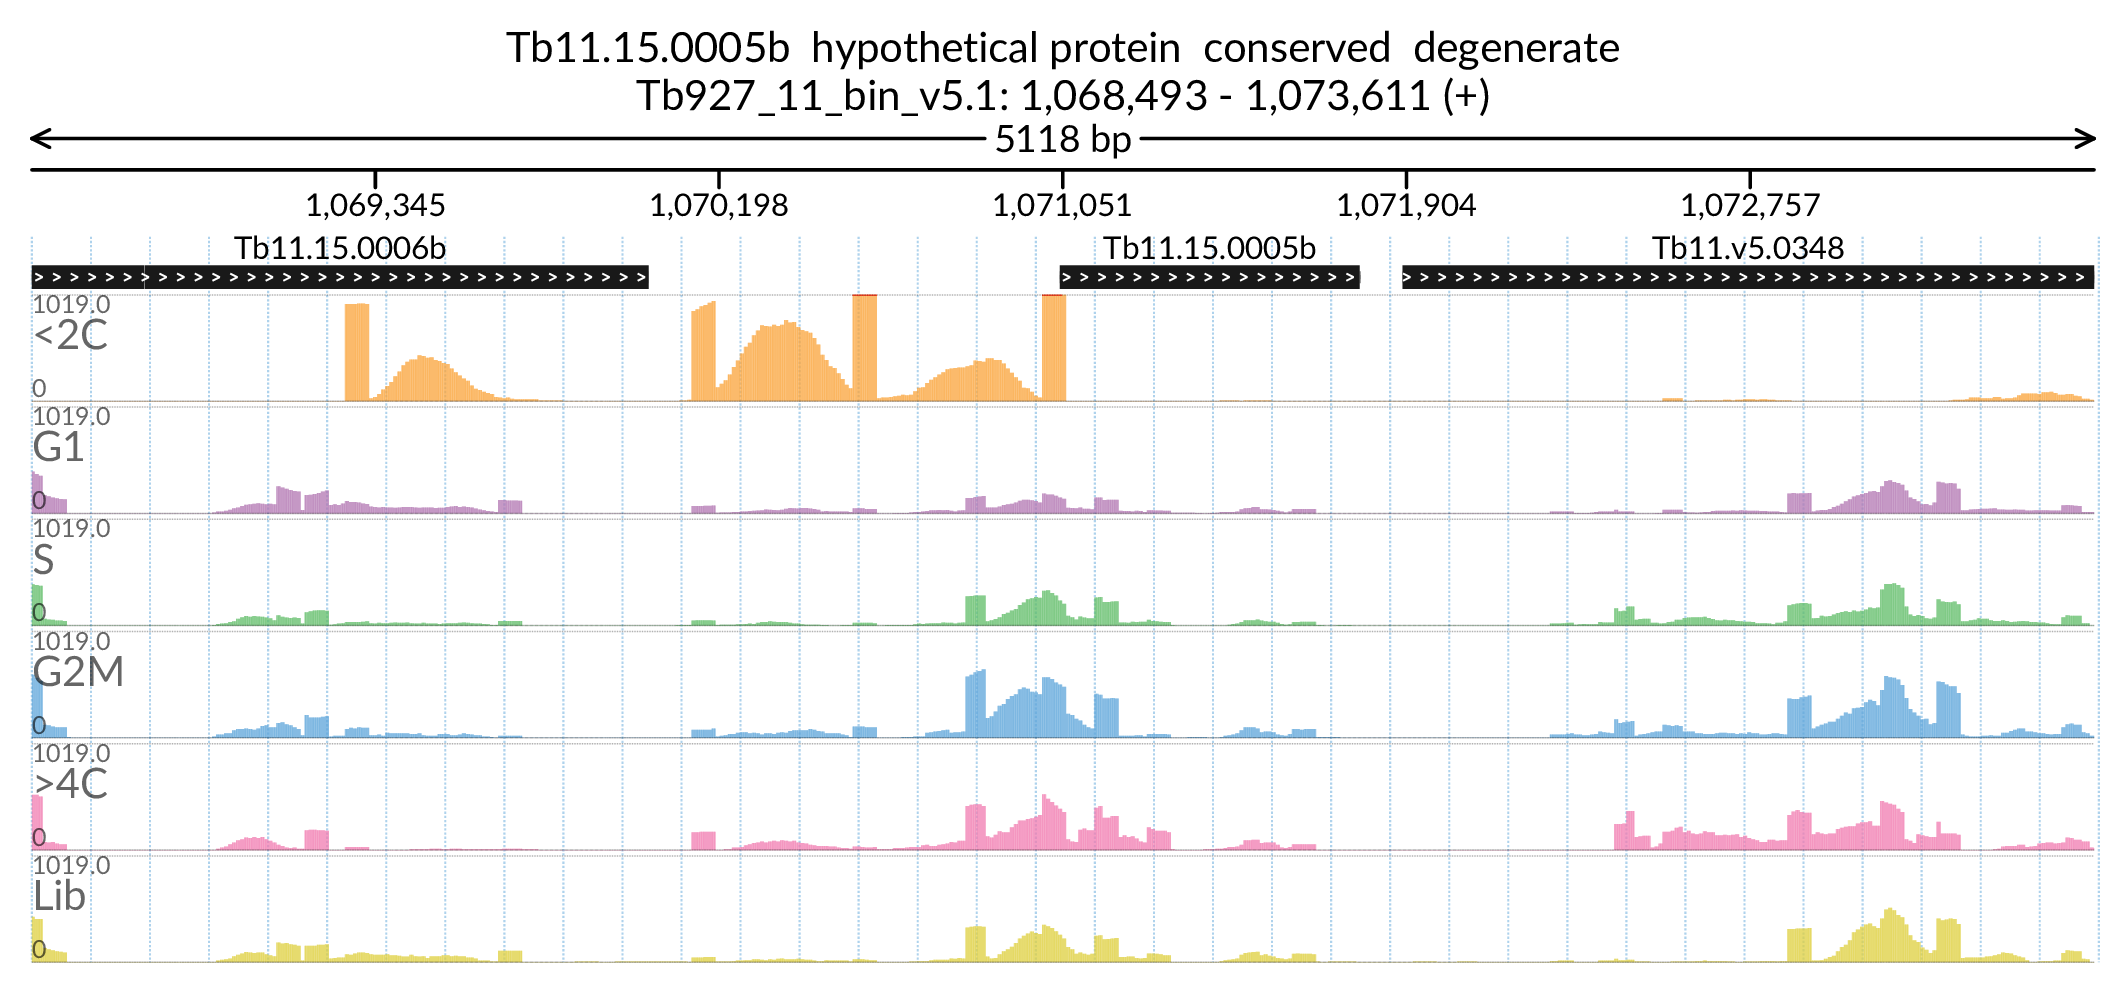 Tb11.15.0005b hypothetical protein conserved degenerate
Tb927_11_bin_v5.1: 1,068,493 - 1,073,611 (+)
5118 bp
1,069,345 1,070,198 1,071,051 1,071,904 1,072,757
Tb11.15.0006b Tb11.15.0005b Tb11.v5.0348
1019.0
<2C
0
1019.0
G1
0
1019.0
S
0
1019.0
G2M
0
1019.0
>4C
0
1019.0
Lib
0